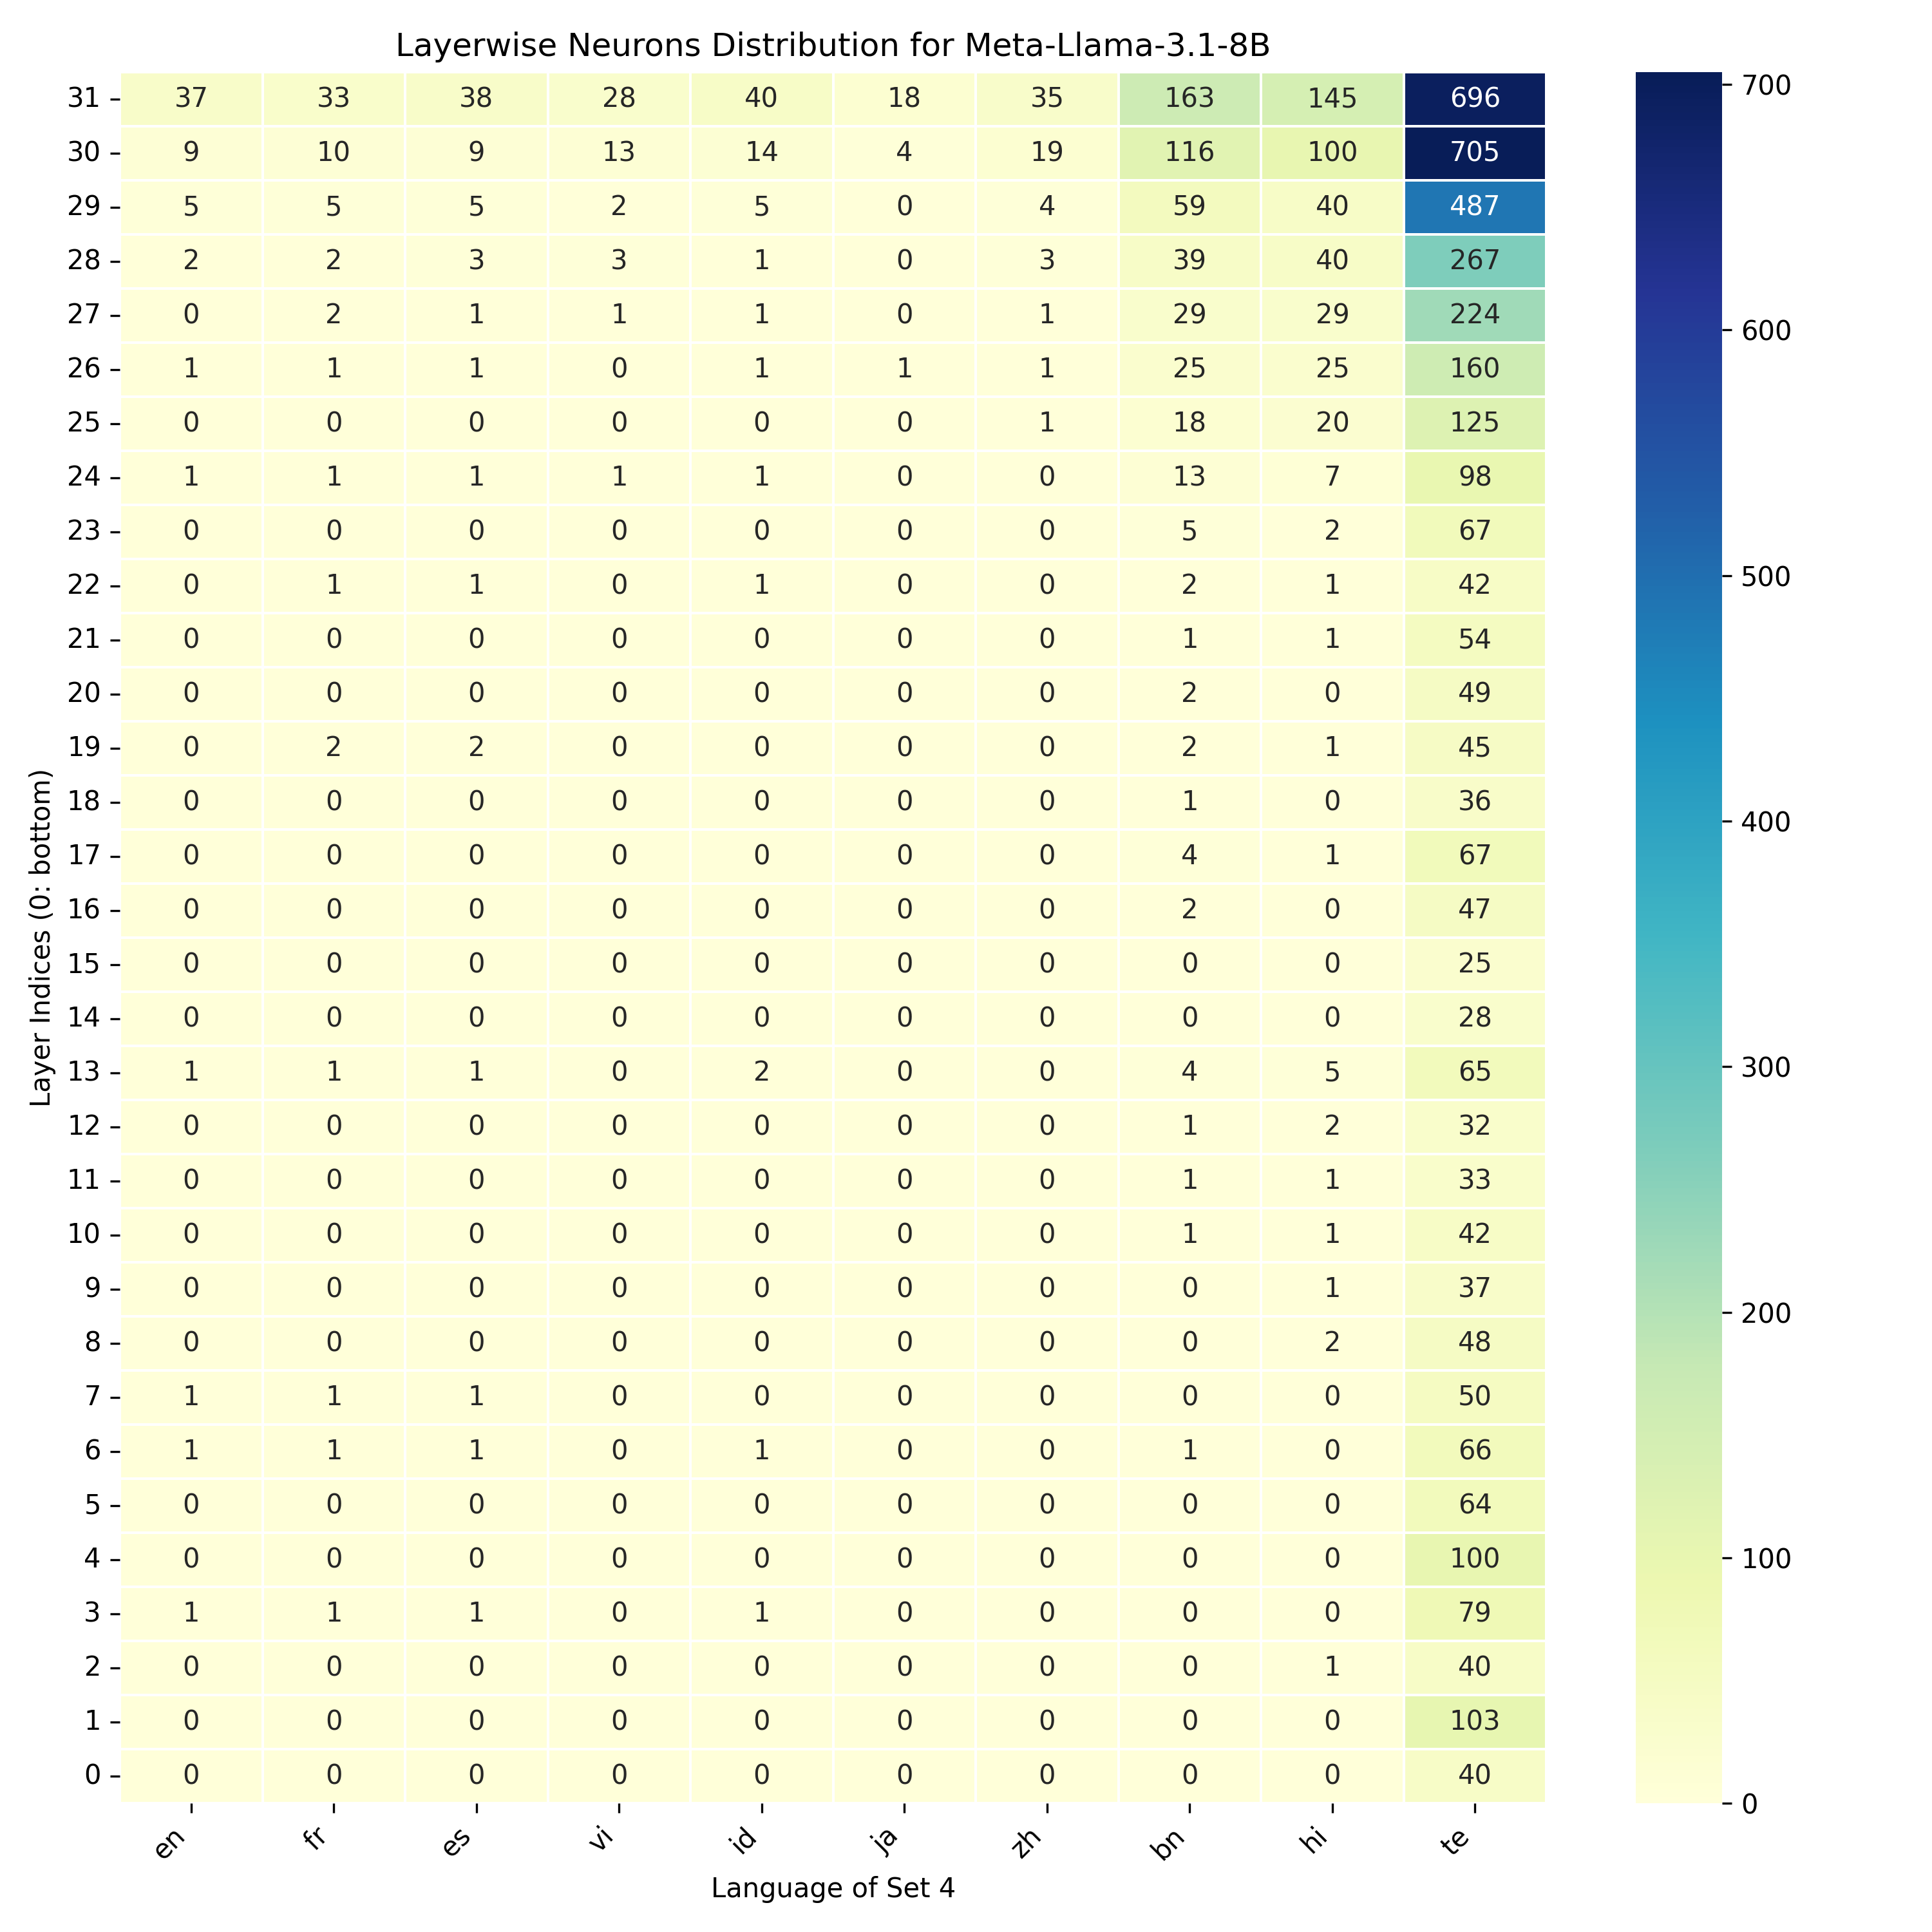 Layerwise Neurons Distribution for Meta-Llama-3.1-8B
31 37 33 38 28 40 18 35 163 145 696
30 9 10 9 13 14 4 19 116 100 705
29 5 5 5 2 5 0 4 59 40 487
28 2 2 3 3 1 0 3 39 40 267
27 0 2 1 1 1 0 1 29 29 224
26 1 1 1 0 1 1 1 25 25 160
25 0 0 0 0 0 0 1 18 20 125
24 1 1 1 1 1 0 0 13 7 98
23 0 0 0 0 0 0 0 5 2 67
22 0 1 1 0 1 0 0 2 1 42
21 0 0 0 0 0 0 0 1 1 54
20 0 0 0 0 0 0 0 2 0 49
19 0 2 2 0 0 0 0 2 1 45
18 0 0 0 0 0 0 0 1 0 36
17 0 0 0 0 0 0 0 4 1 67
16 0 0 0 0 0 0 0 2 0 47
15 0 0 0 0 0 0 0 0 0 25
14 0 0 0 0 0 0 0 0 0 28
13 1 1 1 0 2 0 0 4 5 65
12 0 0 0 0 0 0 0 1 2 32
11 0 0 0 0 0 0 0 1 1 33
10 0 0 0 0 0 0 0 1 1 42
9 0 0 0 0 0 0 0 0 1 37
8 0 0 0 0 0 0 0 0 2 48
7 1 1 1 0 0 0 0 0 0 50
6 1 1 1 0 1 0 0 1 0 66
5 0 0 0 0 0 0 0 0 0 64
4 0 0 0 0 0 0 0 0 0 100
3 1 1 1 0 1 0 0 0 0 79
2 0 0 0 0 0 0 0 0 1 40
1 0 0 0 0 0 0 0 0 0 103
0 0 0 0 0 0 0 0 0 0 40
en fr es vi id ja zh bn hi te
Language of Set 4
Layer Indices (0: bottom)
700
600
500
400
300
200
100
0